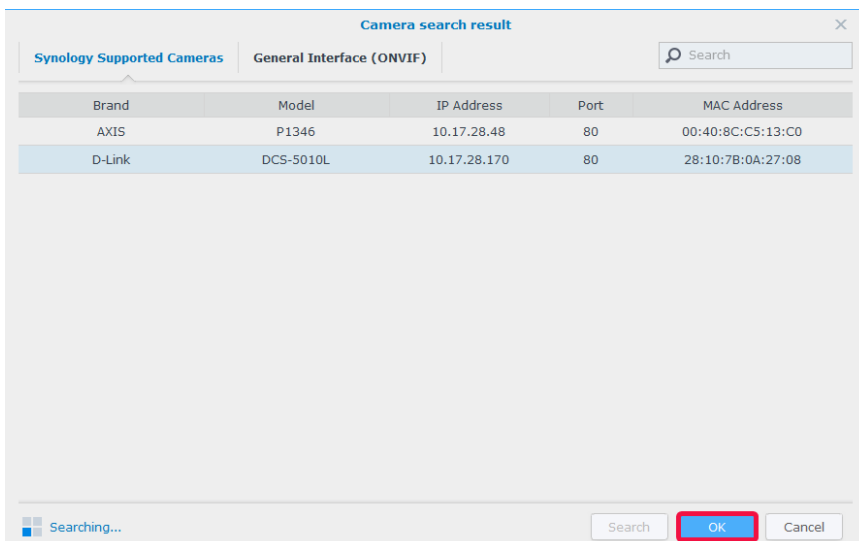 Camera search result
Synology Supported Cameras General Interface (ONVIF) Search
Brand Model IP Address Port MAC Address
AXIS P1346 10.17.28.48 80 00:40:8C:C5:13:C0
D-Link DCS-5010L 10.17.28.170 80 28:10:7B:0A:27:08
Searching... Search OK Cancel